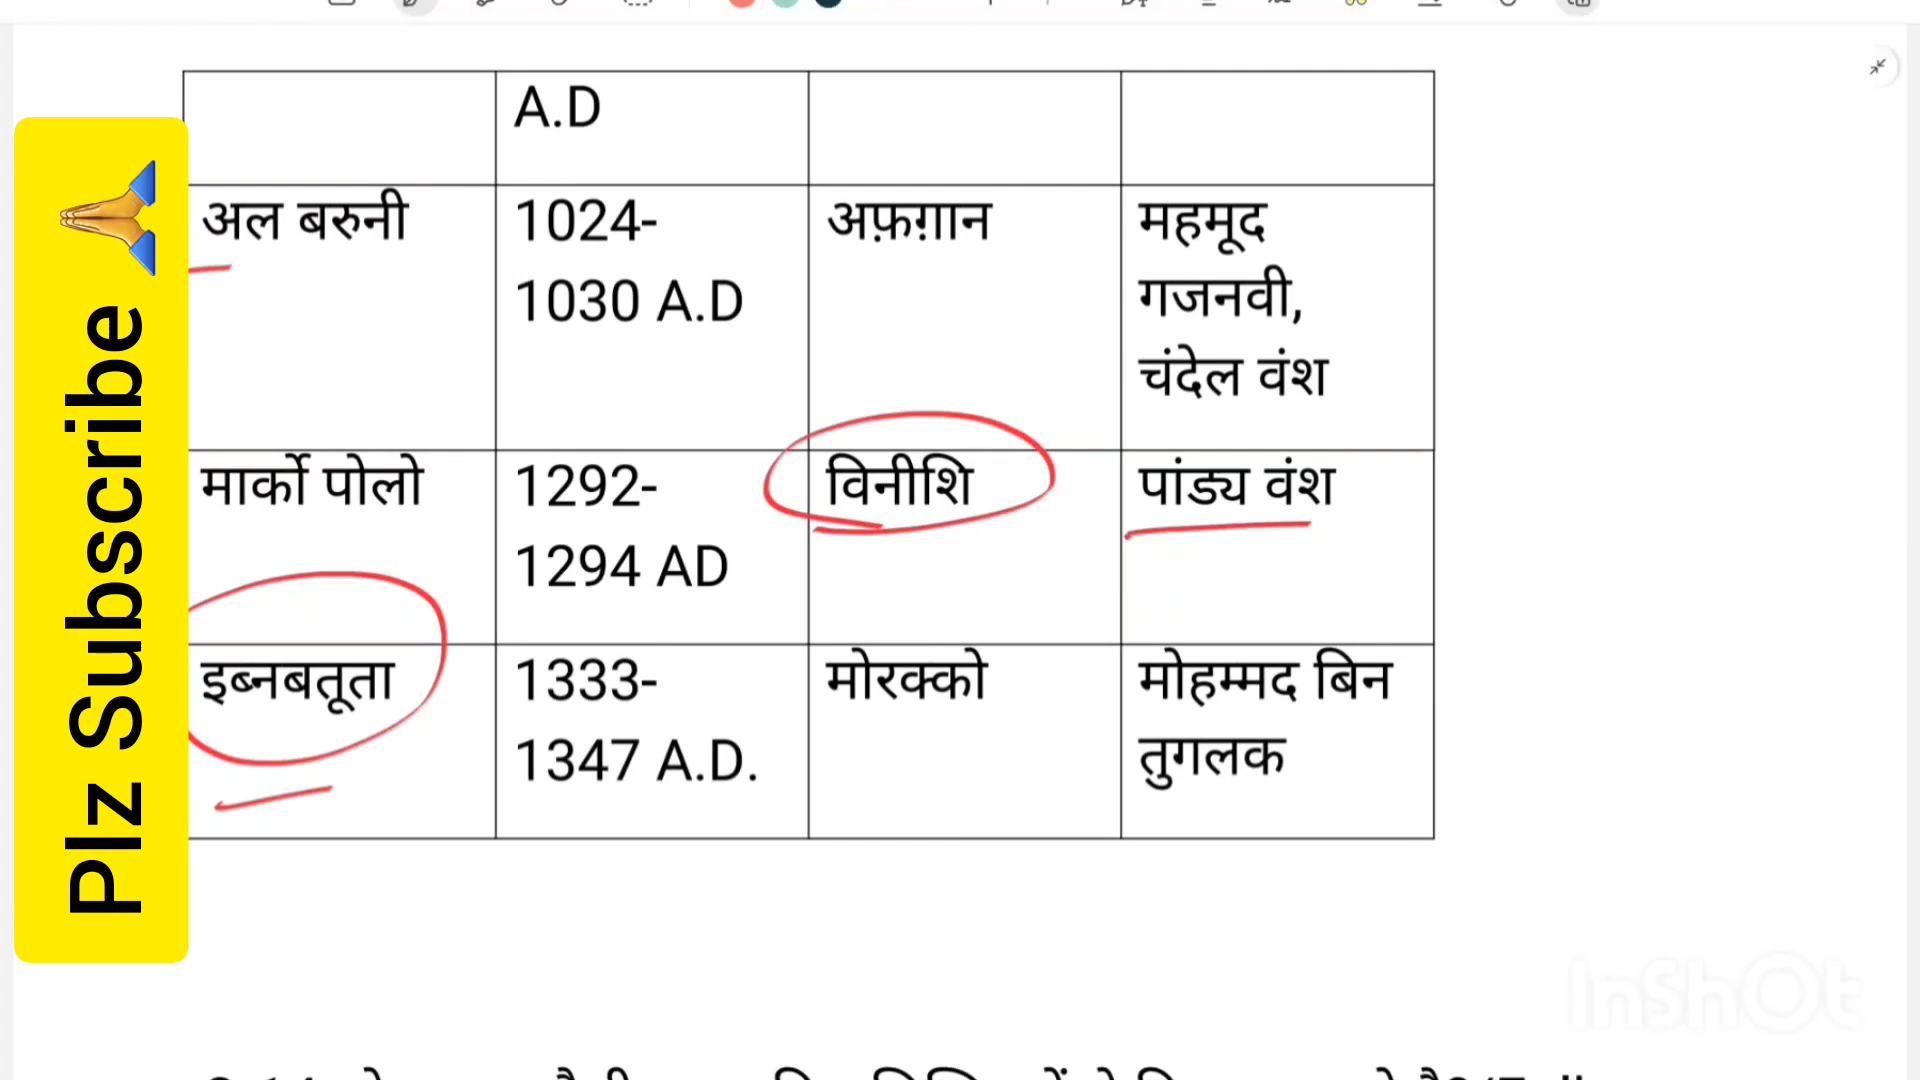 Plz Subscribe
A.D
अल बरुनी
1024-
1030 A.D
अफ़ग़ान
महमूद
गजनवी,
चंदेल वंश
मार्को पोलो
1292-
1294 AD
विनीशि
पांड्य वंश
इब्नबतूता
1333-
1347 A.D.
मोरक्को
मोहम्मद बिन
तुगलक
InShOt